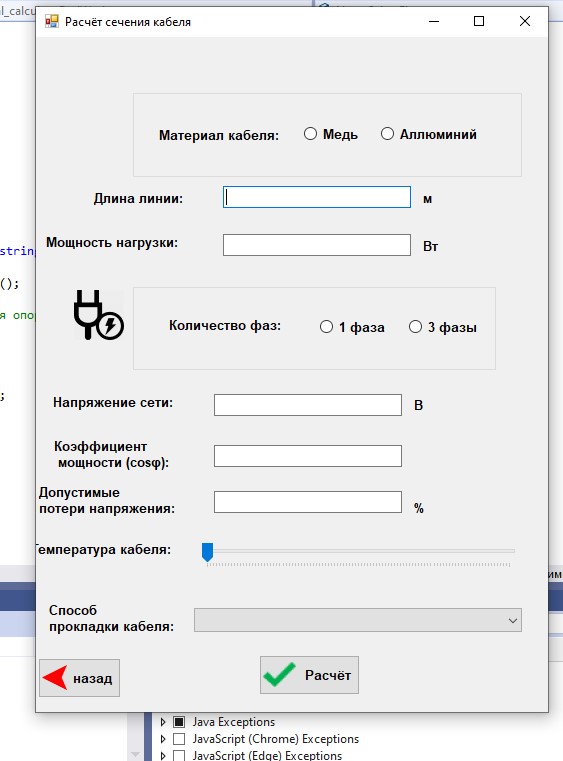 al_calcu
Расчёт сечения кабеля
Материал кабеля: Медь Аллюминий
Длина линии: м
Мощность нагрузки: Вт
string
();
я опо
Количество фаз: 1 фаза 3 фазы
;
Напряжение сети: В
Коэффициент
мощности (cosφ):
Допустимые
потери напряжения: %
Температура кабеля:
им
Способ
прокладки кабеля:
назад Расчёт
Java Exceptions
JavaScript (Chrome) Exceptions
JavaScript (Edge) Exceptions